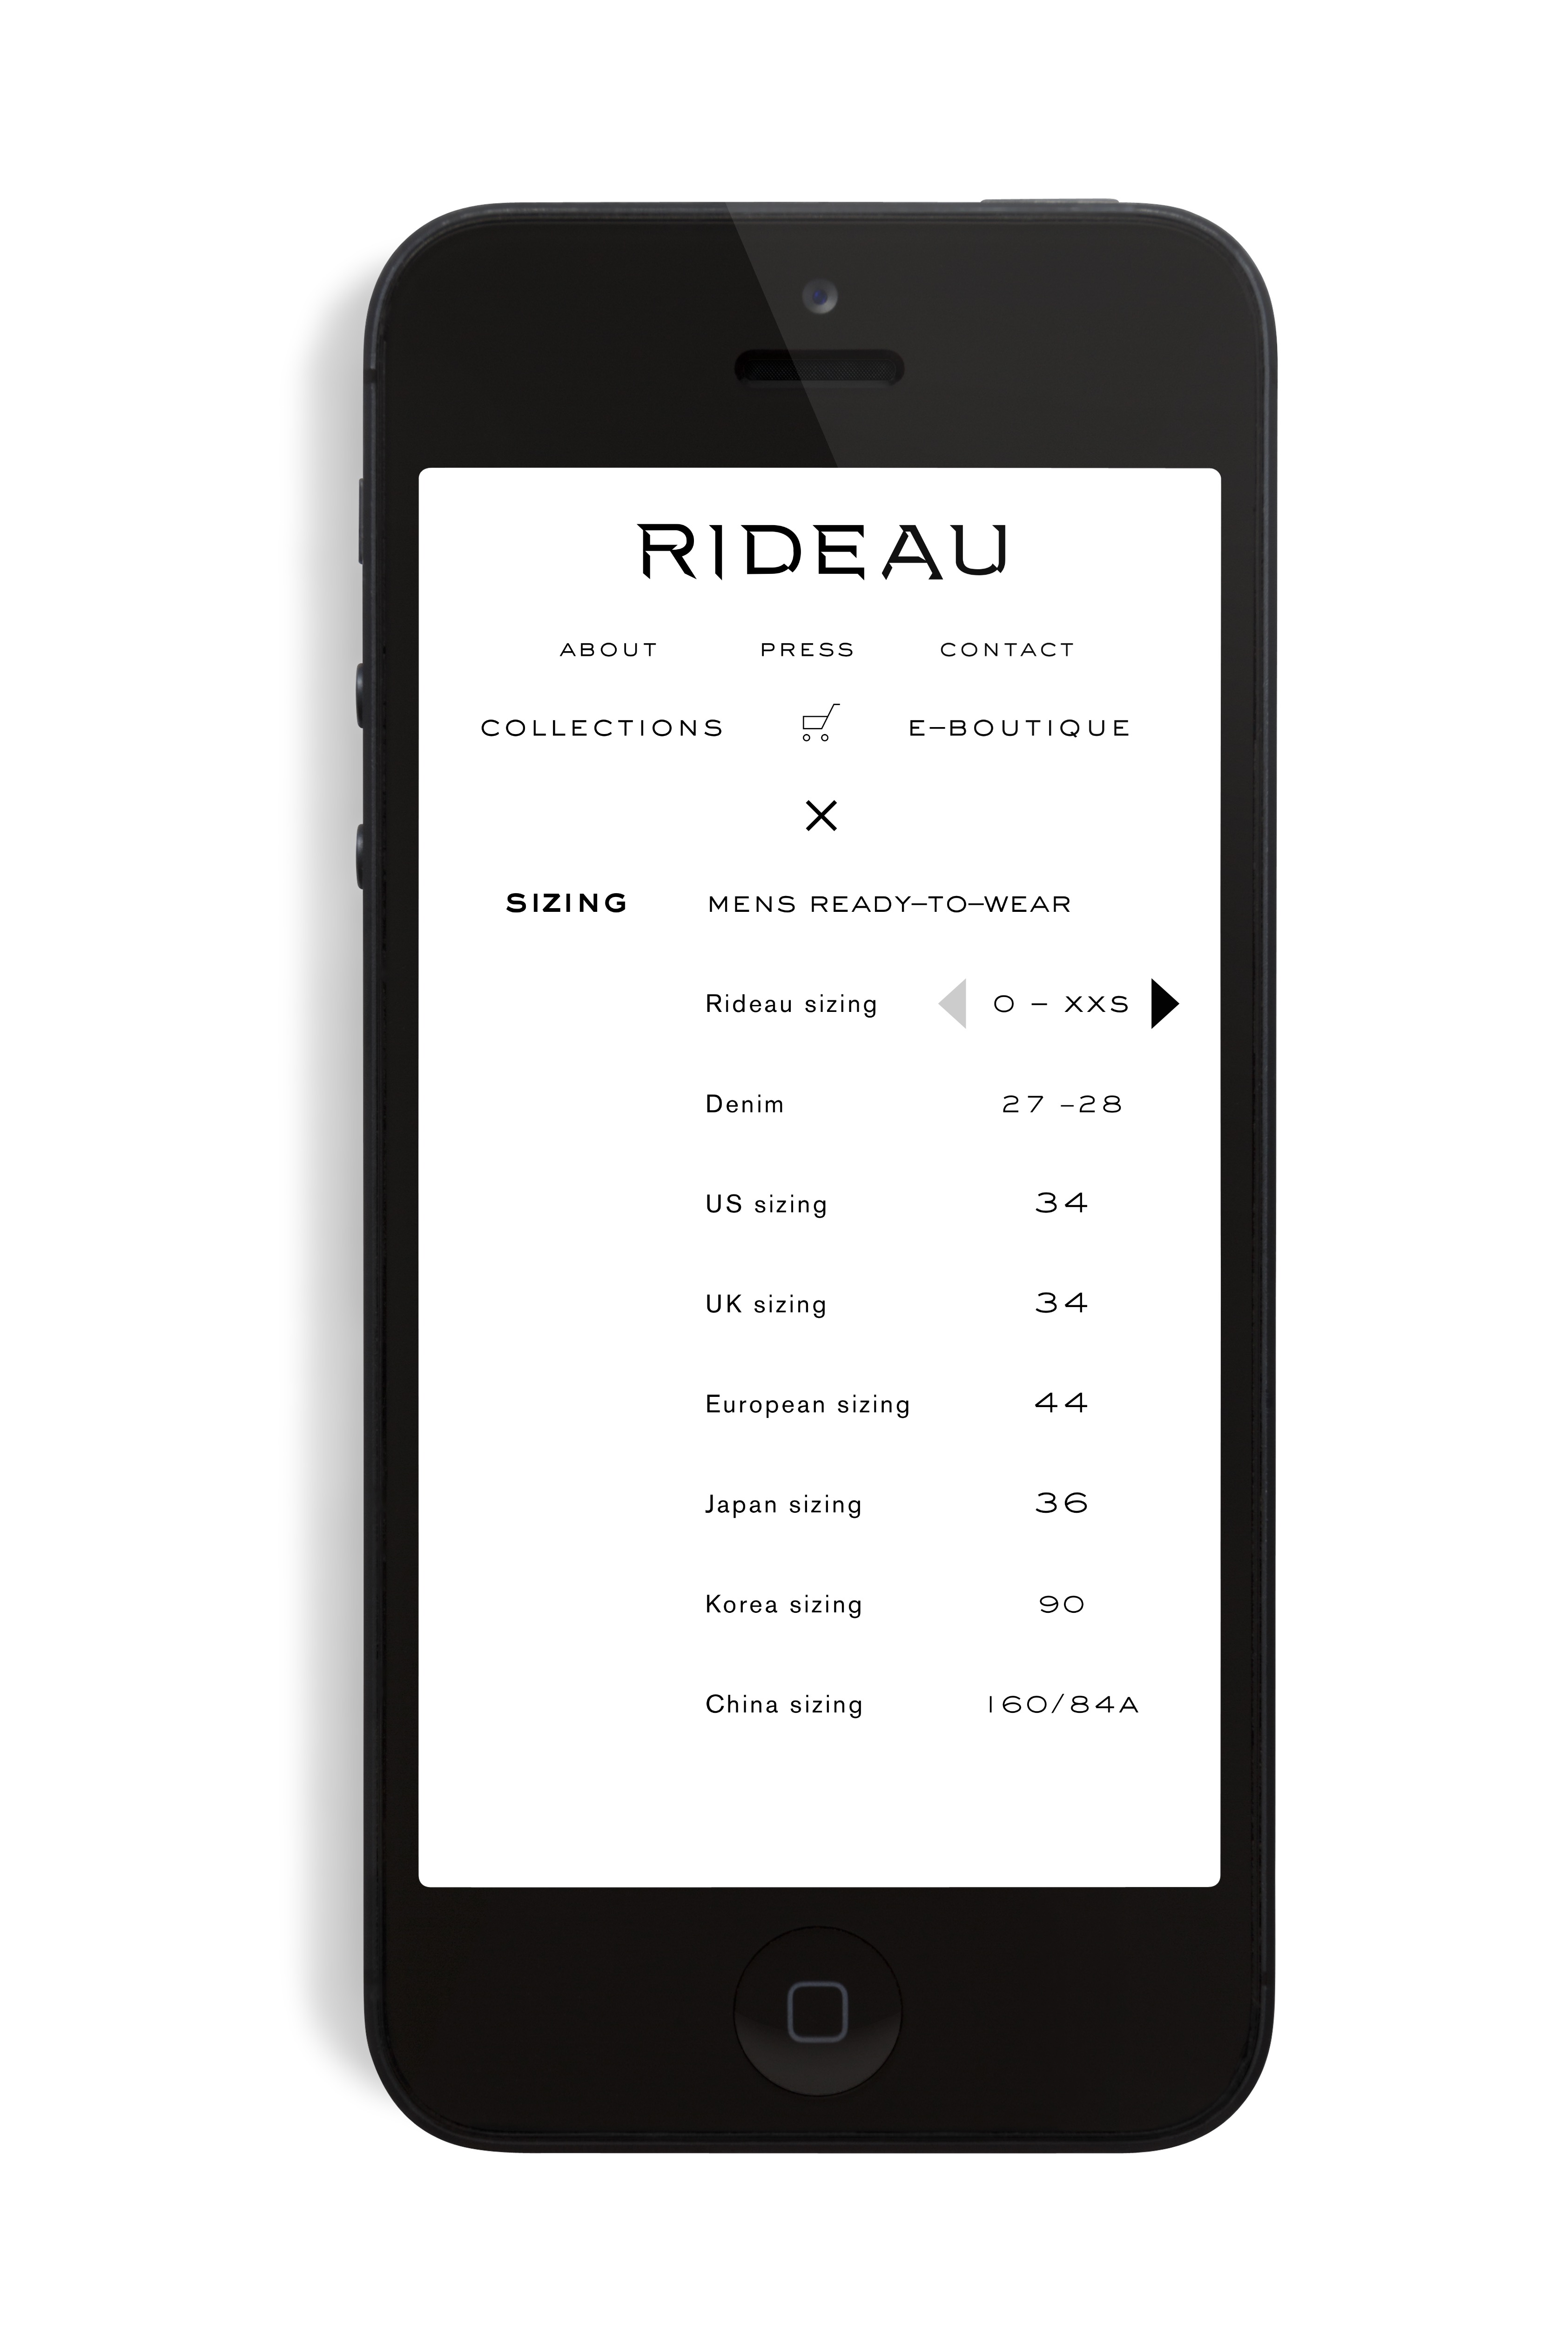 RIDEAU
ABOUT PRESS CONTACT
COLLECTIONS E–BOUTIQUE
SIZING MENS READY–TO–WEAR
Rideau sizing 0 – XXS
Denim 27 –28
US sizing 34
UK sizing 34
European sizing 44
Japan sizing 36
Korea sizing 90
China sizing 160/84A